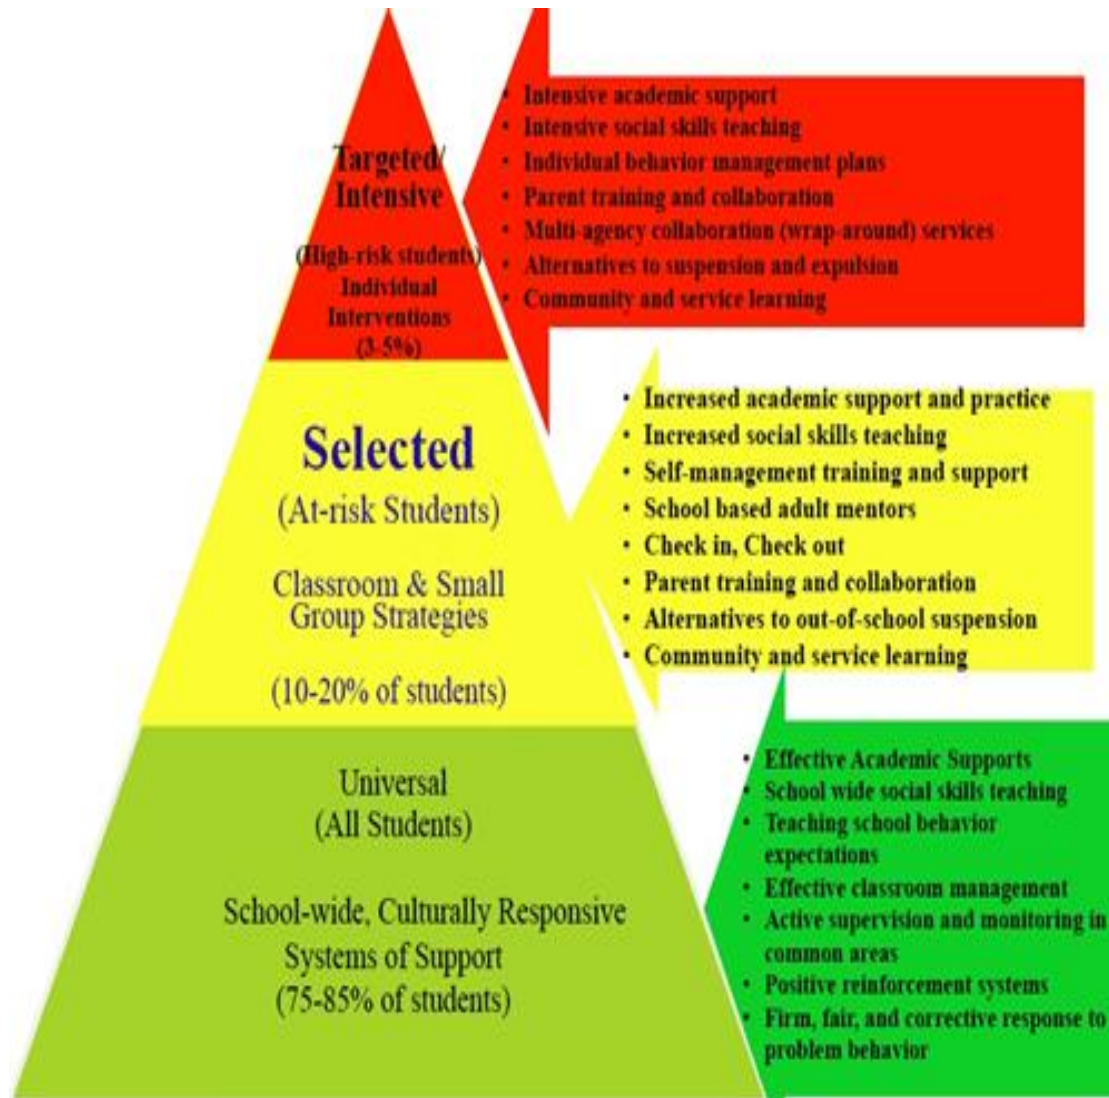 Targeted/
Intensive
(High-risk students)
Individual
Interventions
(3-5%)
• Intensive academic support
• Intensive social skills teaching
• Individual behavior management plans
• Parent training and collaboration
• Multi-agency collaboration (wrap-around) services
• Alternatives to suspension and expulsion
• Community and service learning
Selected
(At-risk Students)
Classroom & Small
Group Strategies
(10-20% of students)
• Increased academic support and practice
• Increased social skills teaching
• Self-management training and support
• School based adult mentors
• Check in, Check out
• Parent training and collaboration
• Alternatives to out-of-school suspension
• Community and service learning
Universal
(All Students)
School-wide, Culturally Responsive
Systems of Support
(75-85% of students)
• Effective Academic Supports
• School wide social skills teaching
• Teaching school behavior
expectations
• Effective classroom management
• Active supervision and monitoring in
common areas
• Positive reinforcement systems
• Firm, fair, and corrective response to
problem behavior